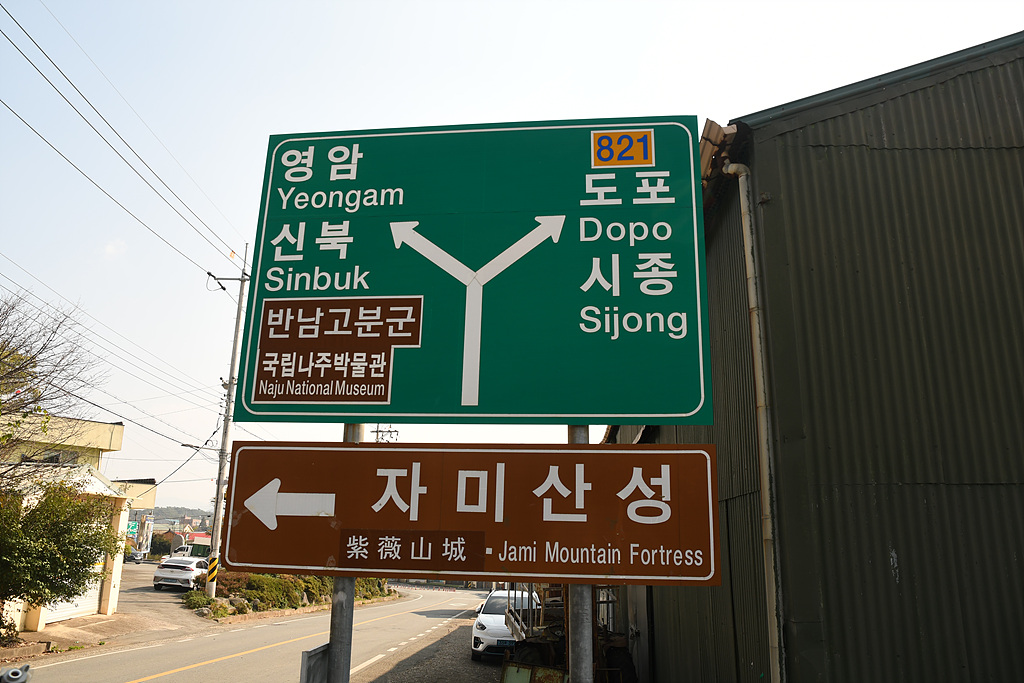 영암
Yeongam
신북
Sinbuk
반남고분군
국립나주박물관
Naju National Museum
821
도포
Dopo
시종
Sijong
자미산성
紫薇山城 · Jami Mountain Fortress